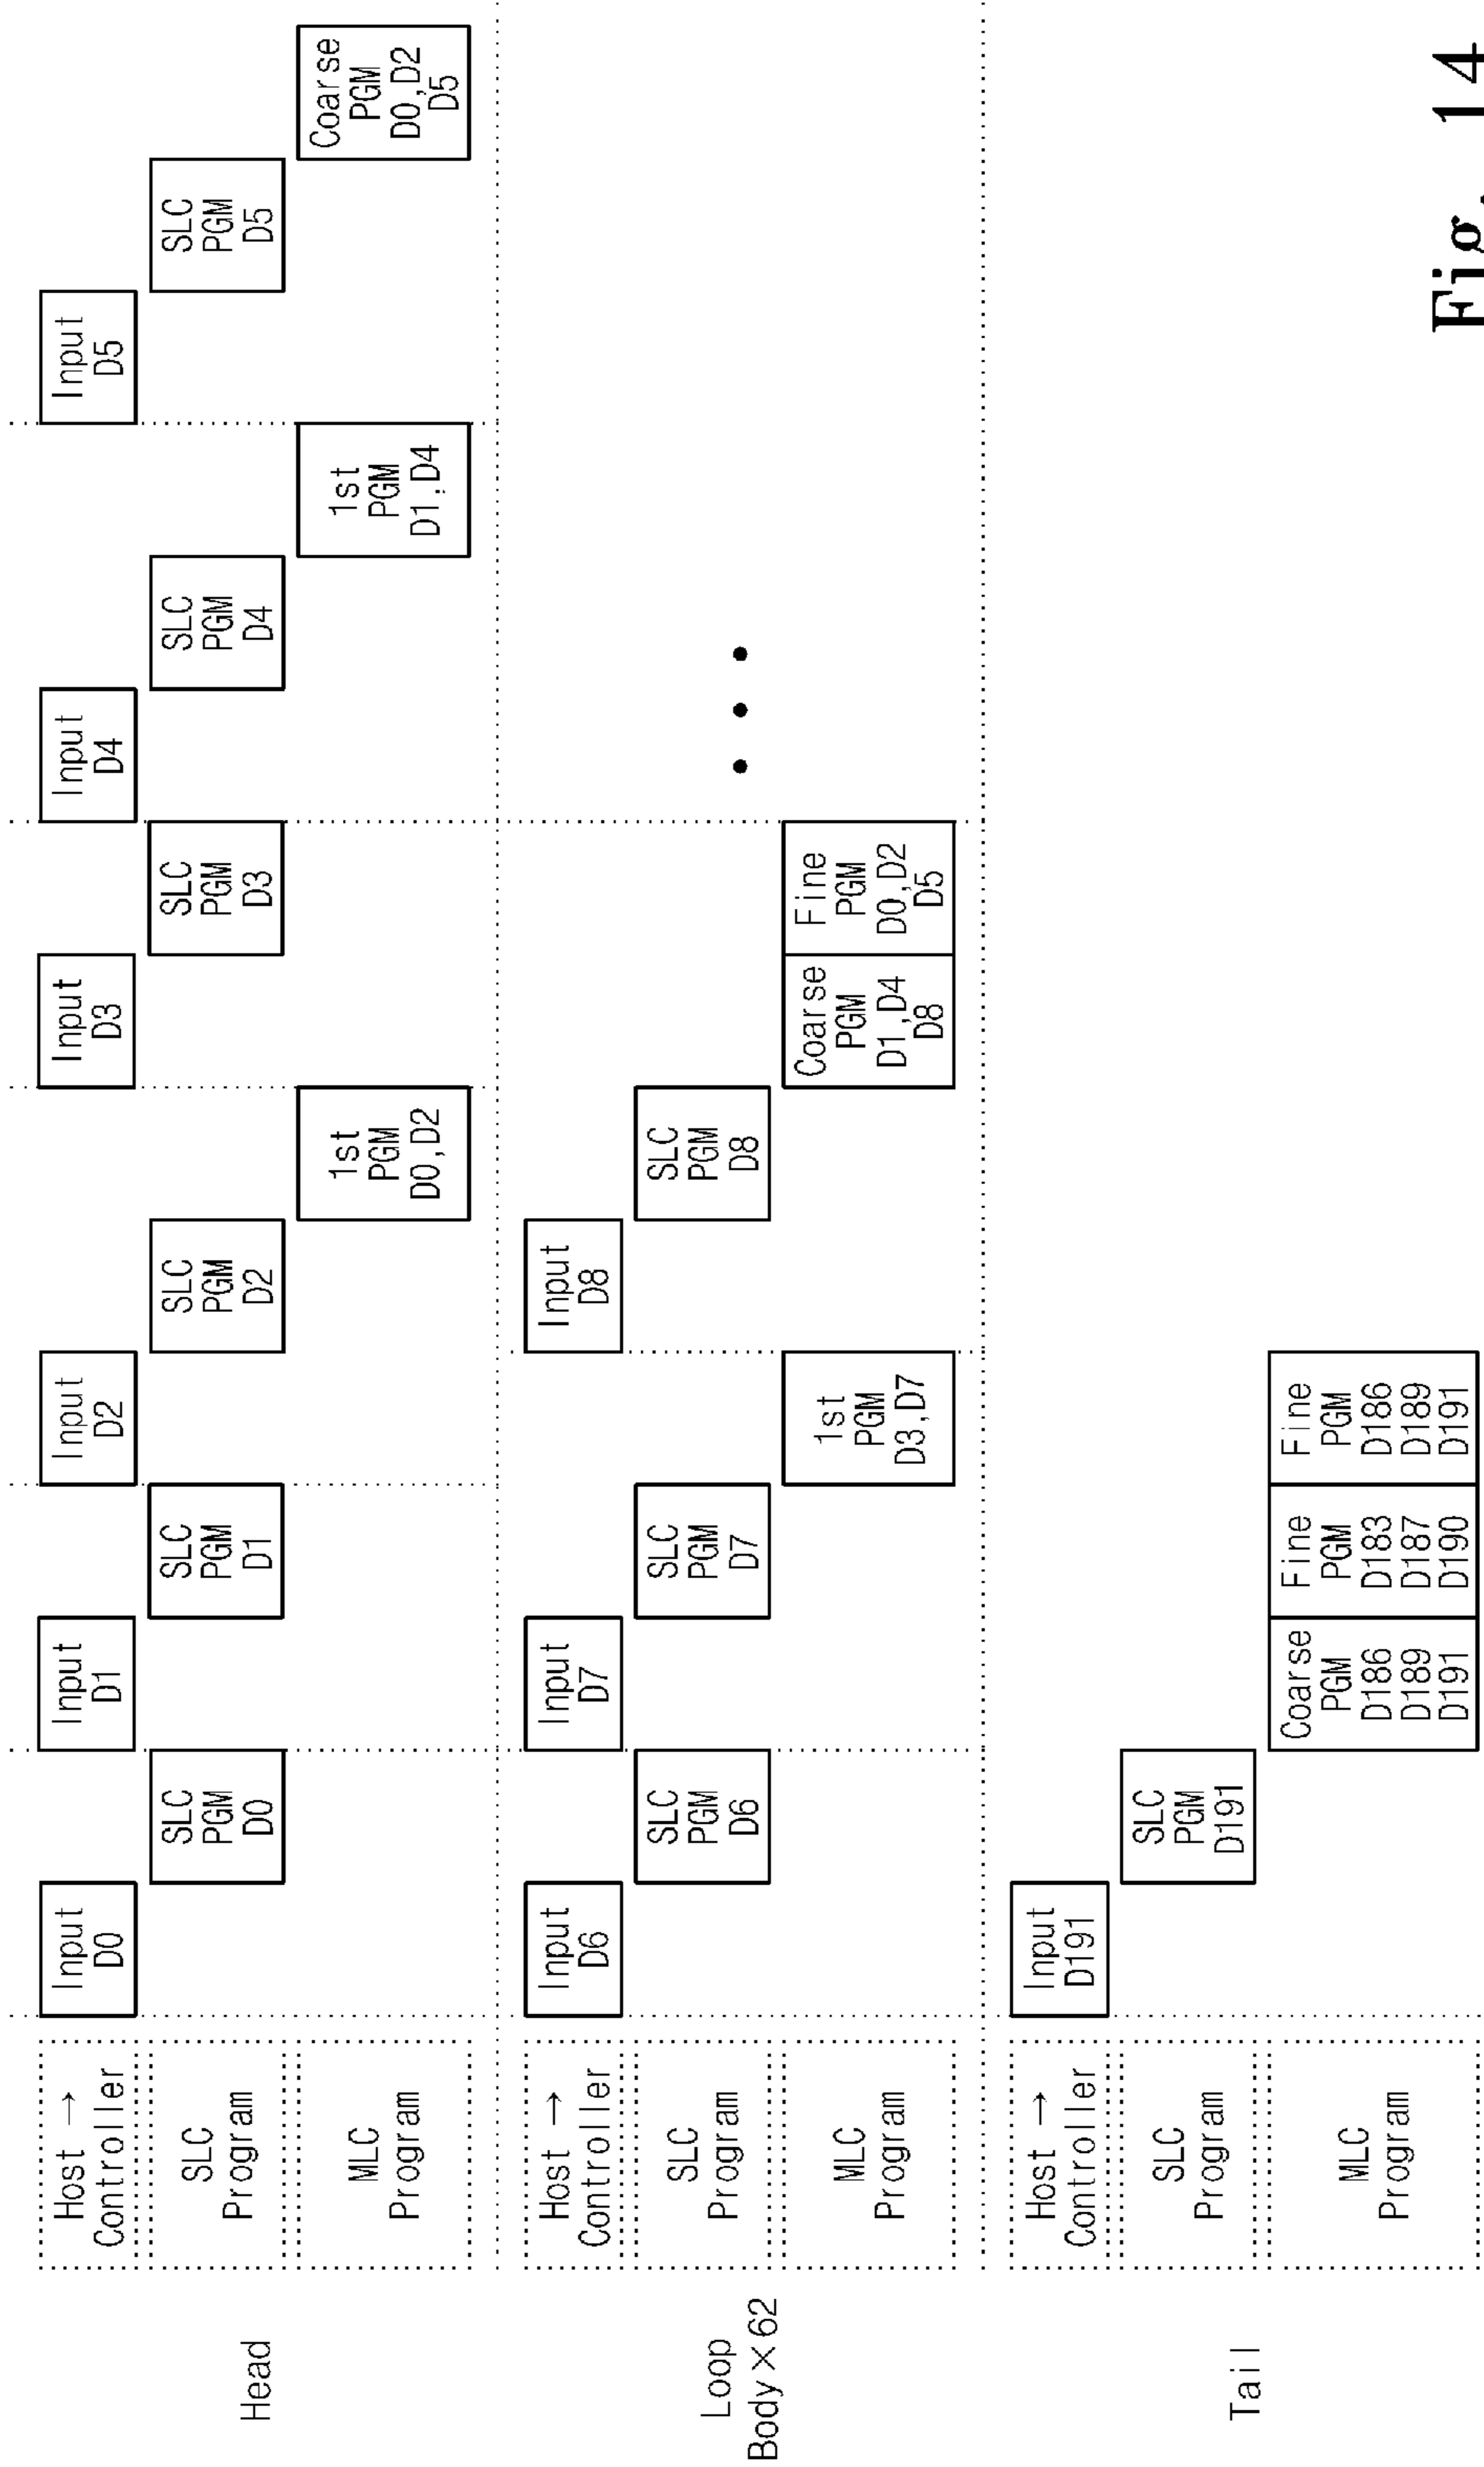 Head
Host →
Controller
Input
D0
Input
D1
Input
D2
Input
D3
Input
D4
Input
D5
SLC
Program
SLC
PGM
D0
SLC
PGM
D1
SLC
PGM
D2
SLC
PGM
D3
SLC
PGM
D4
SLC
PGM
D5
MLC
Program
1st
PGM
D0,D2
1st
PGM
D1,D4
Coarse
PGM
D0,D2
D5
Loop
Body×62
Host →
Controller
Input
D6
Input
D7
Input
D8
SLC
Program
SLC
PGM
D6
SLC
PGM
D7
SLC
PGM
D8
MLC
Program
1st
PGM
D3,D7
Coarse
PGM
D1,D4
D8
Fine
PGM
D0,D2
D5
• • •
Tail
Host →
Controller
Input
D191
SLC
Program
SLC
PGM
D191
MLC
Program
Coarse
PGM
D186
D189
D191
Fine
PGM
D183
D187
D190
Fine
PGM
D186
D189
D191
Fig. 14